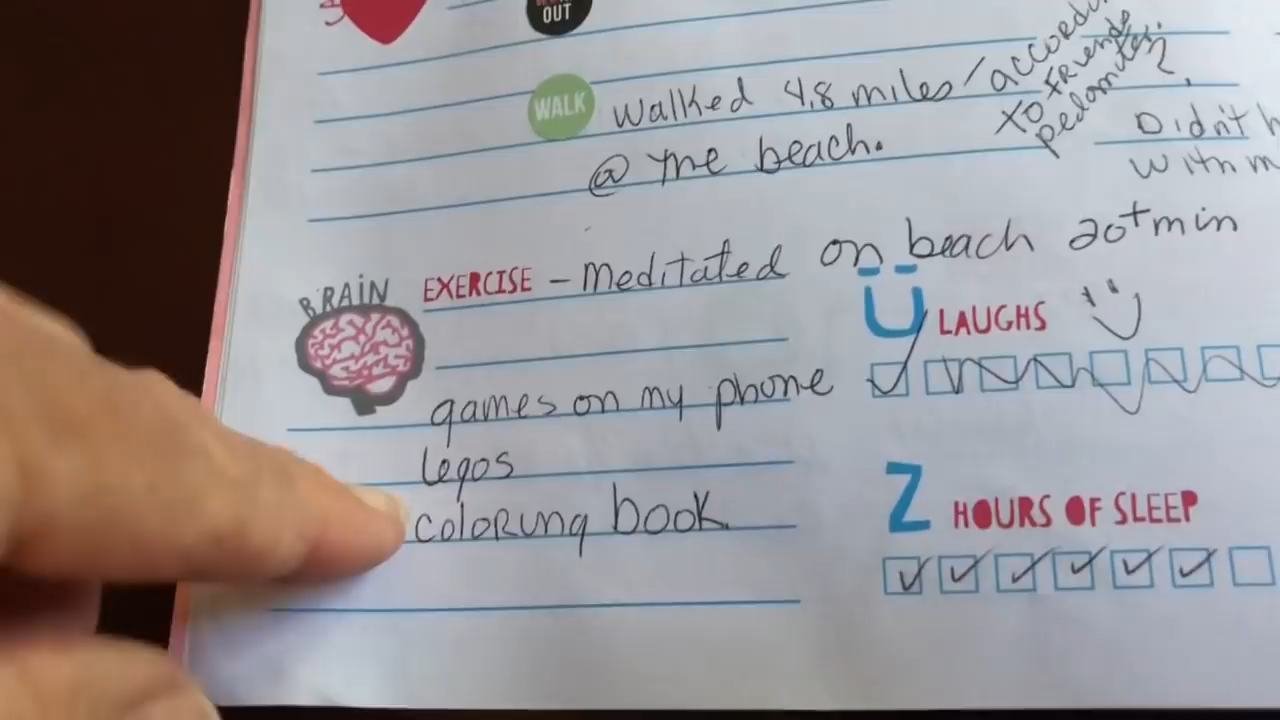 OUT
WALK walked 4.8 miles/accordi
to friends
pedometer.?
@ the beach.
Didn't h
with m
BRAIN EXERCISE - meditated on beach 20+ min
LAUGHS
games on my phone
legos
coloring book
Z HOURS OF SLEEP